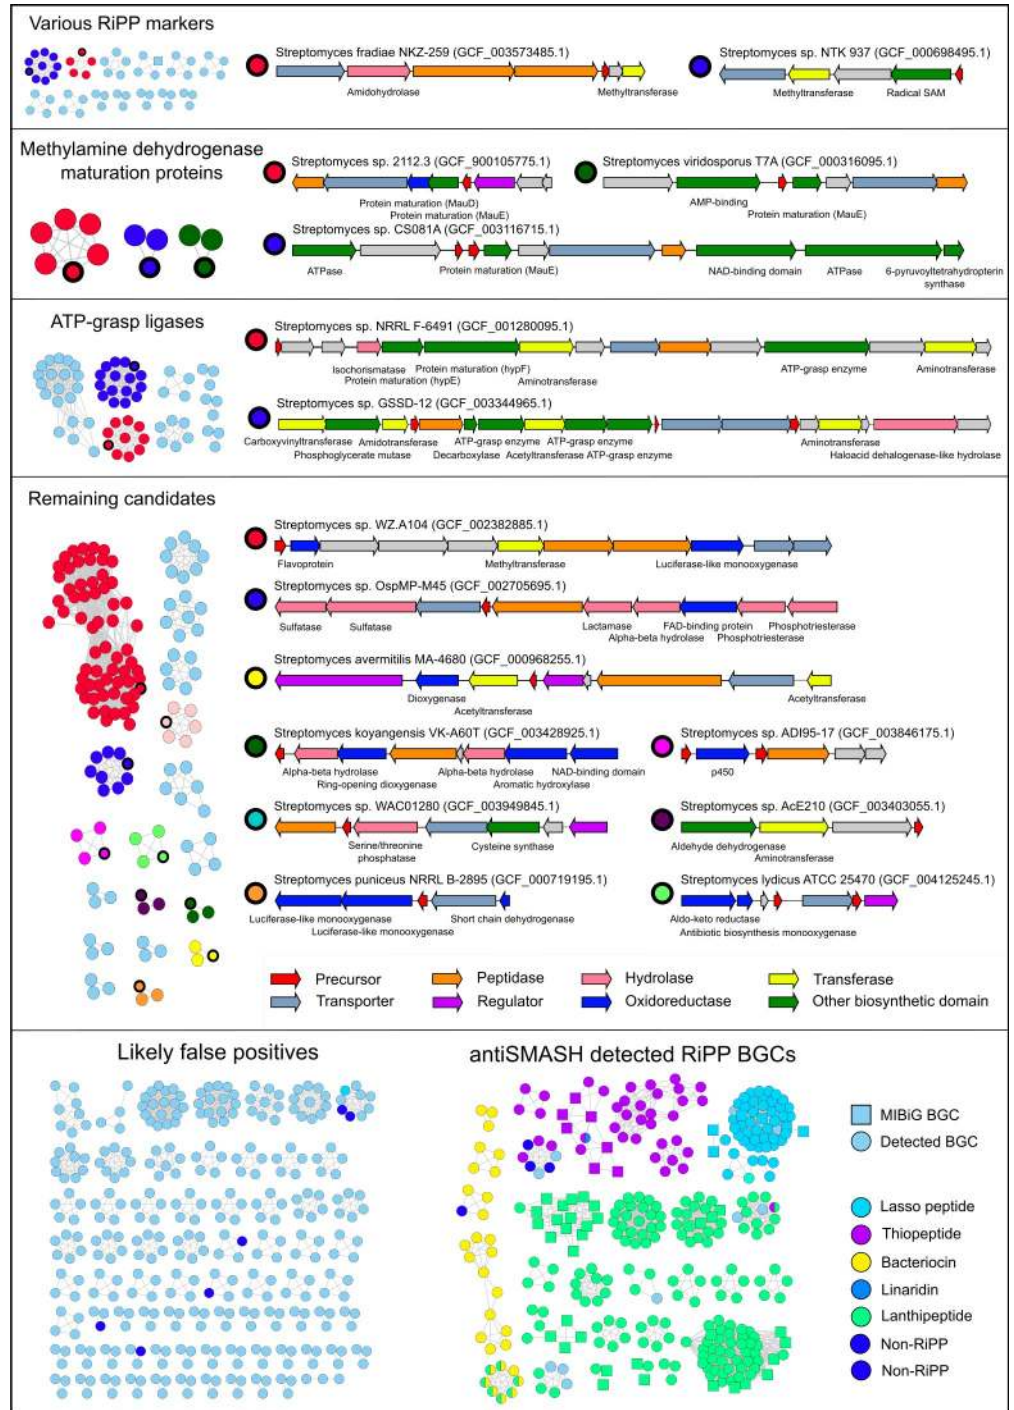 Various RiPP markers
Streptomyces fradiae NKZ-259 (GCF_003573485.1)
Amidohydrolase
Methyltransferase
Streptomyces sp. NTK 937 (GCF_000698495.1)
Methyltransferase
Radical SAM
Methylamine dehydrogenase
maturation proteins
Streptomyces sp. 2112.3 (GCF_900105775.1)
Protein maturation (MauD)
Protein maturation (MauE)
Streptomyces viridosporus T7A (GCF_000316095.1)
AMP-binding
Protein maturation (MauE)
Streptomyces sp. CS081A (GCF_003116715.1)
ATPase
Protein maturation (MauE)
NAD-binding domain
ATPase
6-pyruvoyltetrahydropterin
synthase
ATP-grasp ligases
Streptomyces sp. NRRL F-6491 (GCF_001280095.1)
Isochorismatase
Protein maturation (hypF)
Protein maturation (hypE)
Aminotransferase
ATP-grasp enzyme
Aminotransferase
Streptomyces sp. GSSD-12 (GCF_003344965.1)
Carboxyvinyltransferase
Amidotransferase
ATP-grasp enzyme
ATP-grasp enzyme
Aminotransferase
Phosphoglycerate mutase
Decarboxylase
Acetyltransferase
ATP-grasp enzyme
Haloacid dehalogenase-like hydrolase
Remaining candidates
Streptomyces sp. WZ.A104 (GCF_002382885.1)
Flavoprotein
Methyltransferase
Luciferase-like monooxygenase
Streptomyces sp. OspMP-M45 (GCF_002705695.1)
Sulfatase
Sulfatase
Lactamase
FAD-binding protein
Phosphotriesterase
Alpha-beta hydrolase
Phosphotriesterase
Streptomyces avermitilis MA-4680 (GCF_000968255.1)
Dioxygenase
Acetyltransferase
Acetyltransferase
Streptomyces koyangensis VK-A60T (GCF_003428925.1)
Alpha-beta hydrolase
Alpha-beta hydrolase
NAD-binding domain
Ring-opening dioxygenase
Aromatic hydroxylase
Streptomyces sp. ADI95-17 (GCF_003846175.1)
p450
Streptomyces sp. WAC01280 (GCF_003949845.1)
Serine/threonine
phosphatase
Cysteine synthase
Streptomyces sp. AcE210 (GCF_003403055.1)
Aldehyde dehydrogenase
Aminotransferase
Streptomyces puniceus NRRL B-2895 (GCF_000719195.1)
Luciferase-like monooxygenase
Short chain dehydrogenase
Luciferase-like monooxygenase
Streptomyces lydicus ATCC 25470 (GCF_004125245.1)
Aldo-keto reductase
Antibiotic biosynthesis monooxygenase
Precursor
Peptidase
Hydrolase
Transferase
Transporter
Regulator
Oxidoreductase
Other biosynthetic domain
Likely false positives
antiSMASH detected RiPP BGCs
MIBiG BGC
Detected BGC
Lasso peptide
Thiopeptide
Bacteriocin
Linaridin
Lanthipeptide
Non-RiPP
Non-RiPP